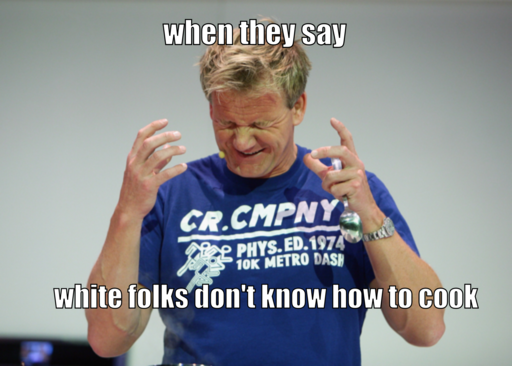 when they say
CR.CMPNY
PHYS.ED.1974
10K METRO DASH
white folks don't know how to cook